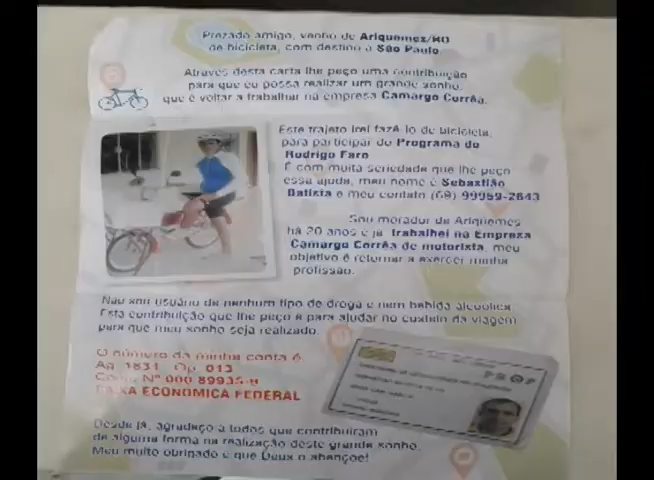 Prezado amigo, venho de Ariquemes/RO
de bicicleta, com destino a São Paulo
Através desta carta lhe peço uma contribuição
para que eu possa realizar um grande sonho,
que é voltar a trabalhar na empresa Camargo Corrêa.
Este trajeto irei fazê-lo de bicicleta,
para participar do Programa do
Rodrigo Faro
É com muita seriedade que lhe peço
essa ajuda, meu nome é Sebastião
Batista e meu contato (69) 99959-2643
Sou morador de Ariquemes
há 20 anos e já trabalhei na Empresa
Camargo Corrêa de motorista, meu
objetivo é retornar a exercer minha
profissão.
Não sou usuário de nenhum tipo de droga e nem bebida alcoólica.
Esta contribuição que lhe peço é para ajudar no custeio da viagem
para que meu sonho seja realizado.
O número da minha conta é:
Ag. 1831 Op. 013
Nº 000 89935-
CAIXA ECONOMICA FEDERAL
Desde já, agradeço a todos que contribuíram
de alguma forma na realização deste grande sonho.
Meu muito obrigado e que Deus o abençoe!